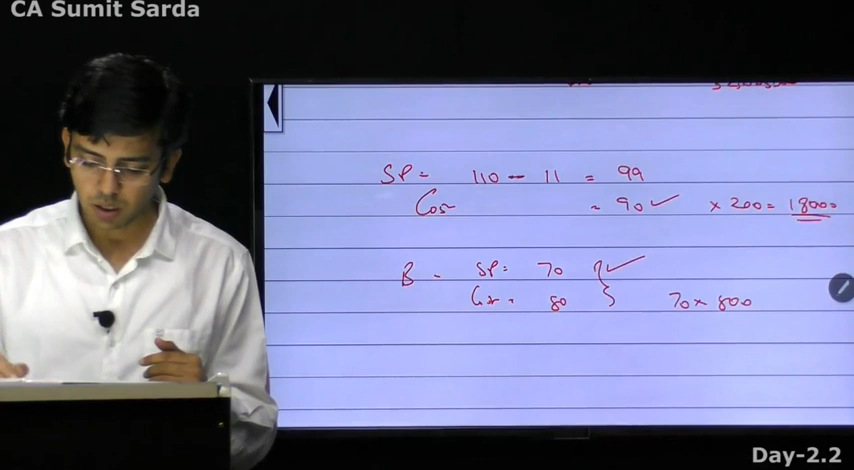 CA Sumit Sarda
SP = 110 - 11 = 99
Cost = 90 ✓ × 200 = 18000
B - SP = 70 ✓
Cost = 80 70 × 800
Day-2.2